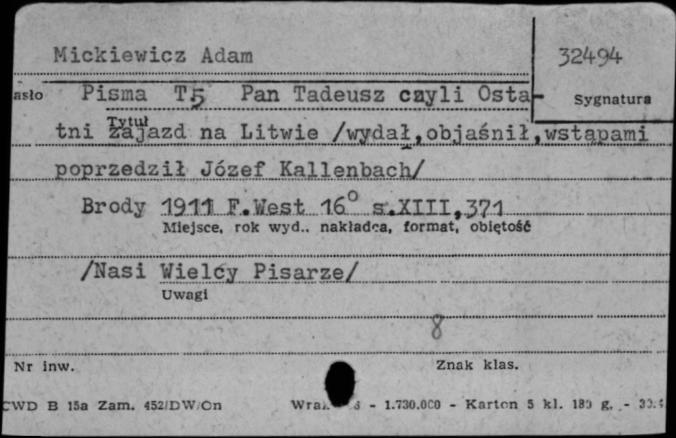 Mickiewicz Adam
32494
asło Pisma T5 Pan Tadeusz czyli Osta-
Sygnatura
Tytuł
tni zajazd na Litwie /wydał,objaśnił,wstąpami
poprzedził Józef Kallenbach/
Brody 1911 F.West 16° s.XIII,371
Miejsce, rok wyd., nakładca, format, objętość
/Nasi Wielcy Pisarze/
Uwagi
8
Nr inw.
Znak klas.
CWD B 15a Zam. 452/DW/On - 1.730.000 - Karton 5 kl. 180 g. -